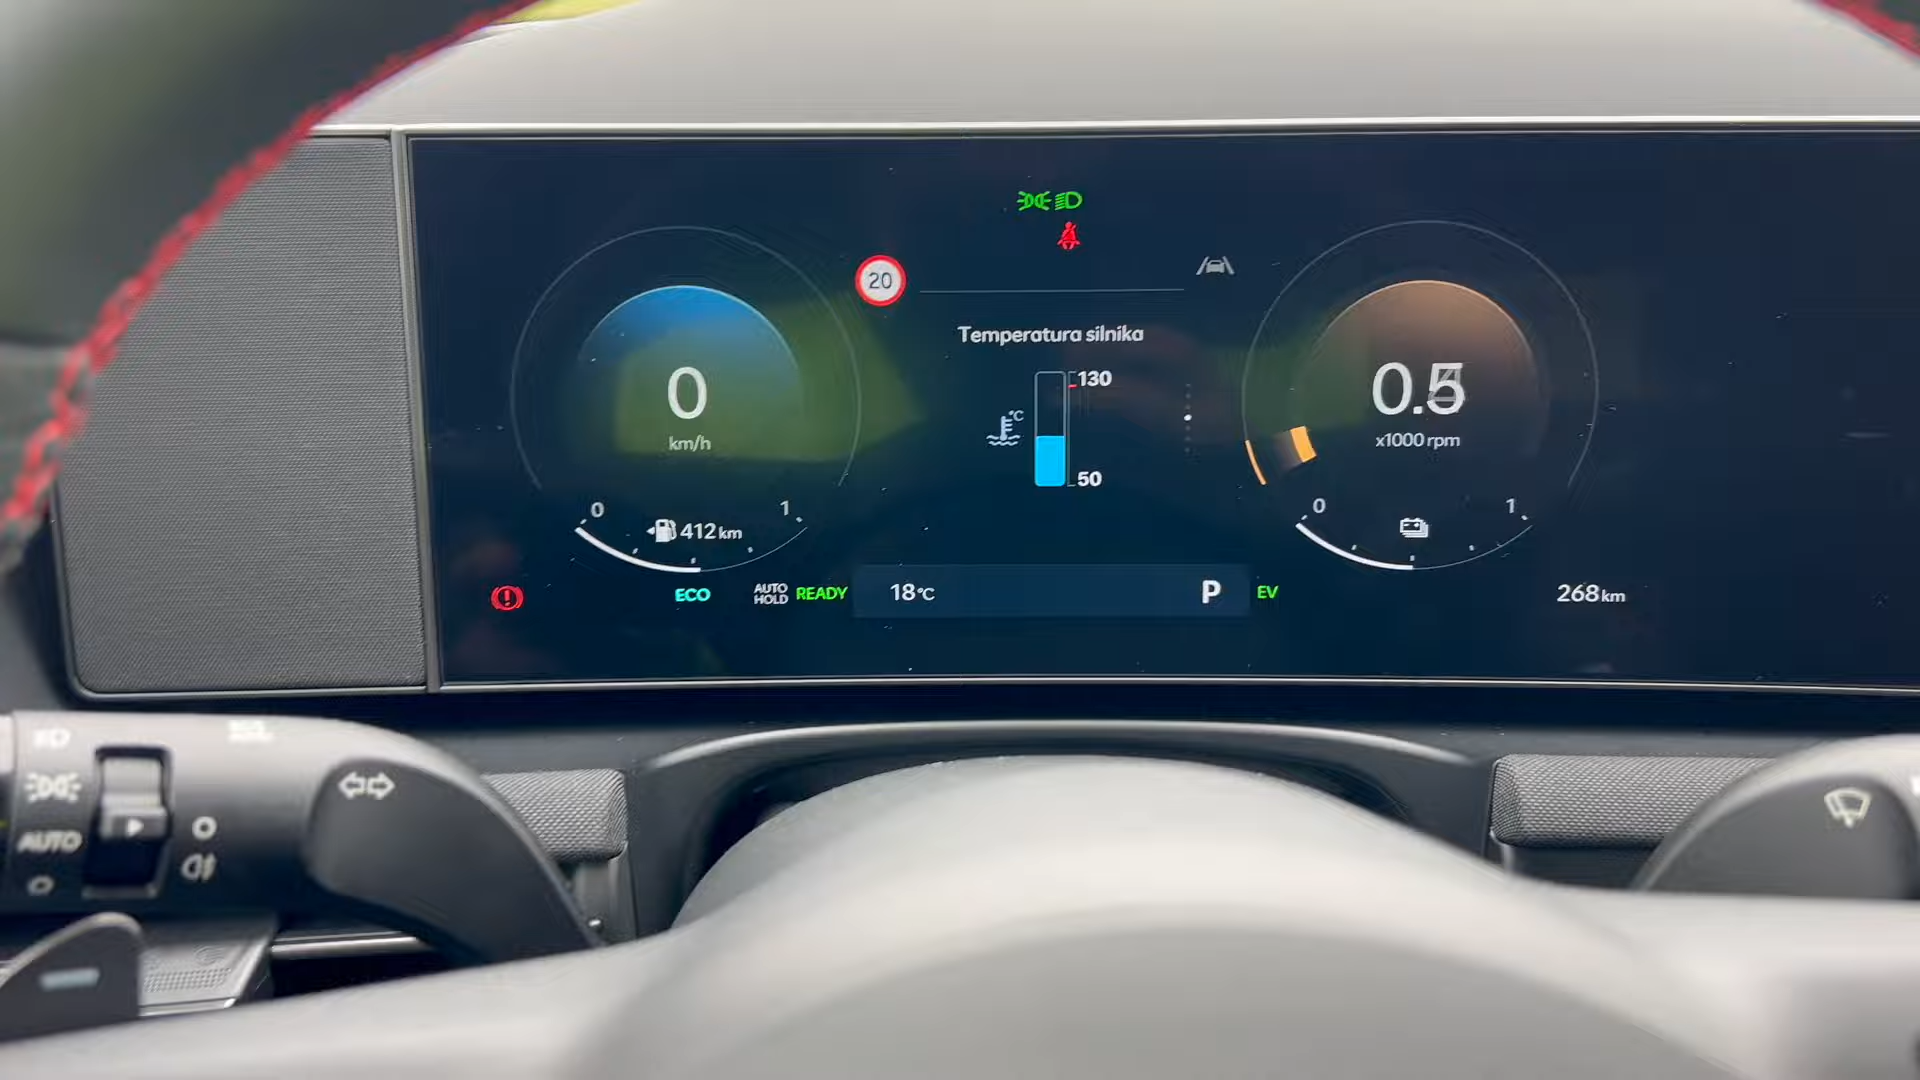 20
Temperatura silnika
130
°C
50
0
km/h
0.5
x1000 rpm
0
1
412 km
0
1
ECO
AUTO HOLD
READY
18°C
P
EV
268 km
AUTO